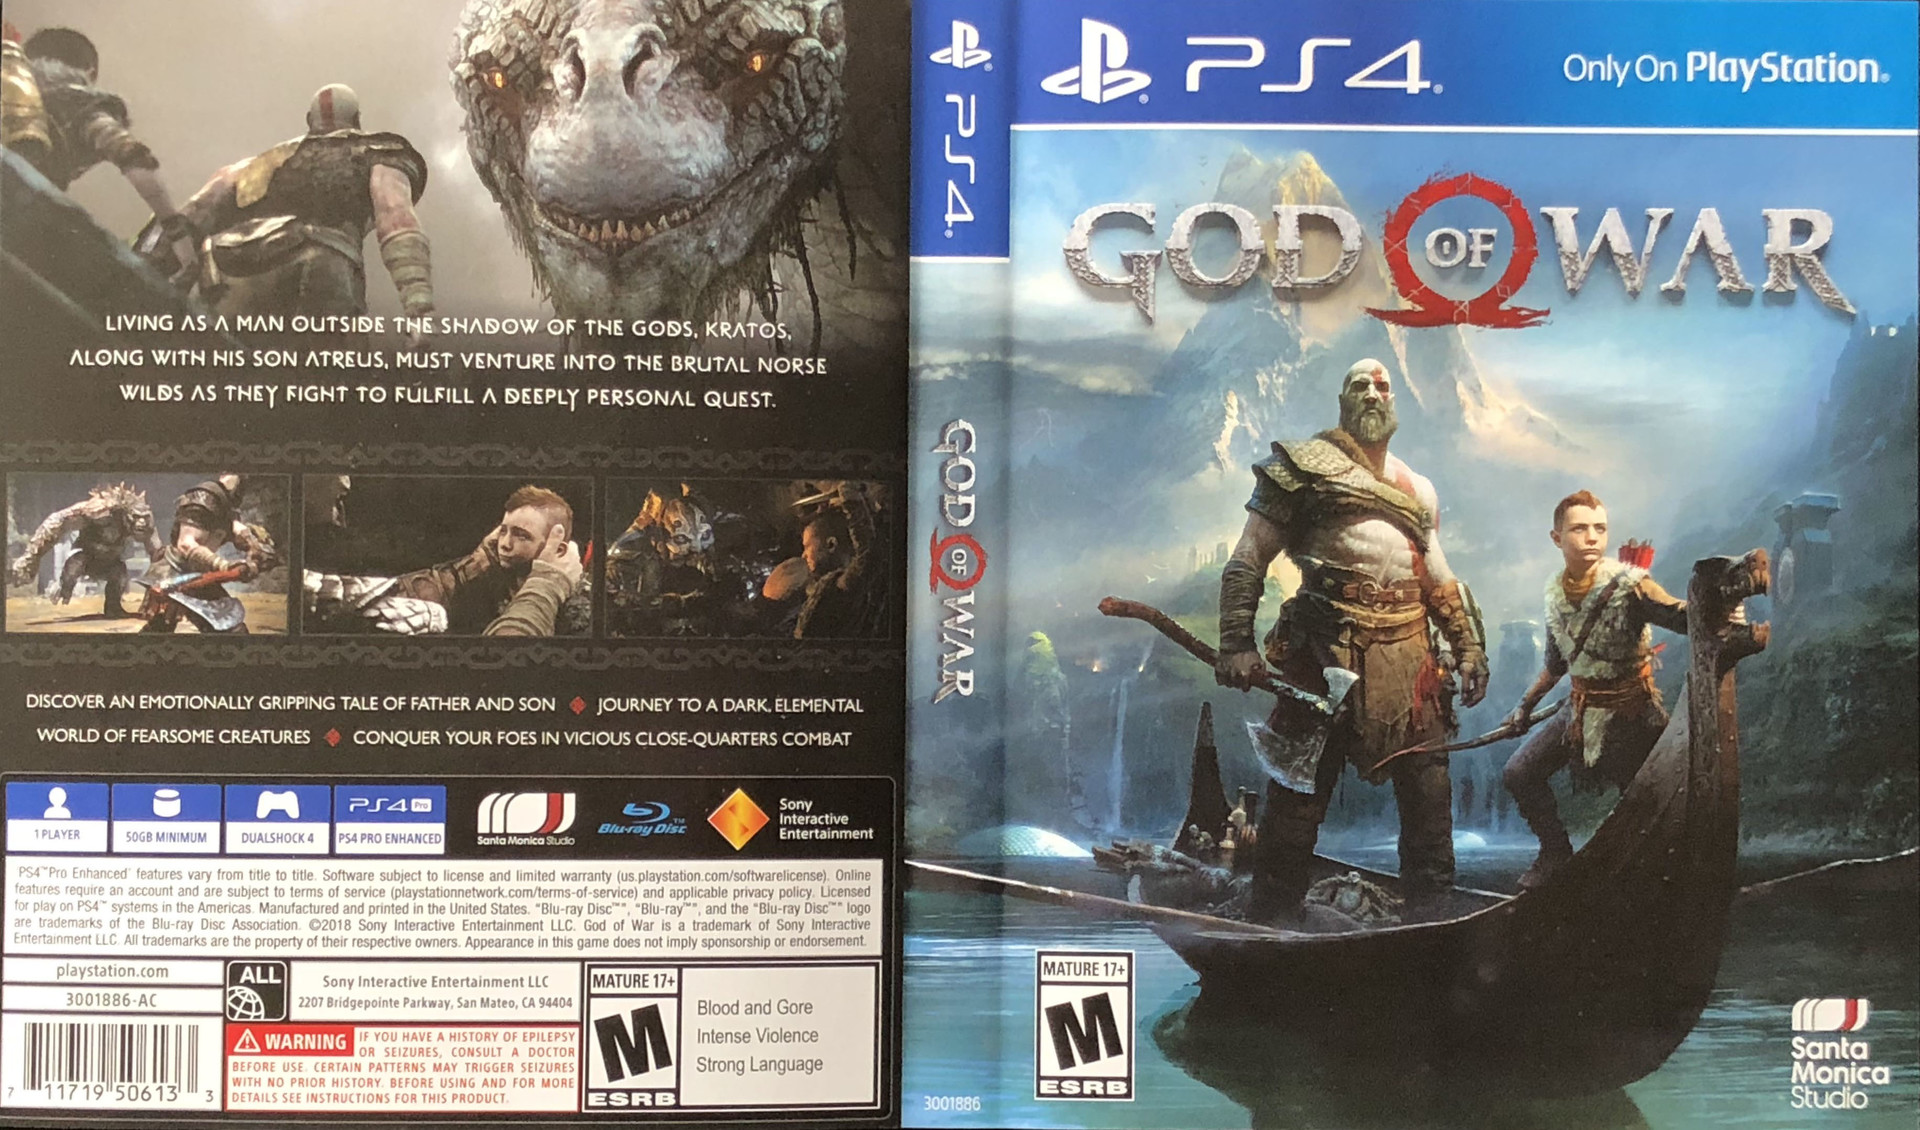 LIVING AS A MAN OUTSIDE THE SHADOW OF THE GODS, KRATOS,
ALONG WITH HIS SON ATREUS, MUST VENTURE INTO THE BRUTAL NORSE
WILDS AS THEY FIGHT TO FULFILL A DEEPLY PERSONAL QUEST.
DISCOVER AN EMOTIONALLY GRIPPING TALE OF FATHER AND SON ◆ JOURNEY TO A DARK, ELEMENTAL
WORLD OF FEARSOME CREATURES ◆ CONQUER YOUR FOES IN VICIOUS CLOSE-QUARTERS COMBAT
1 PLAYER
50GB MINIMUM
DUALSHOCK 4
PS4 Pro
PS4 PRO ENHANCED
Santa Monica Studio
Blu-ray Disc™
Sony
Interactive
Entertainment
"PS4™Pro Enhanced" features vary from title to title. Software subject to license and limited warranty (us.playstation.com/softwarelicense). Online
features require an account and are subject to terms of service (playstationnetwork.com/terms-of-service) and applicable privacy policy. Licensed
for play on PS4™ systems in the Americas. Manufactured and printed in the United States. "Blu-ray Disc™", "Blu-ray™", and the "Blu-ray Disc™" logo
are trademarks of the Blu-ray Disc Association. ©2018 Sony Interactive Entertainment LLC. God of War is a trademark of Sony Interactive
Entertainment LLC. All trademarks are the property of their respective owners. Appearance in this game does not imply sponsorship or endorsement.
playstation.com
3001886-AC
7 11719 50613 3
ALL
Sony Interactive Entertainment LLC
2207 Bridgepointe Parkway, San Mateo, CA 94404
WARNING IF YOU HAVE A HISTORY OF EPILEPSY
OR SEIZURES, CONSULT A DOCTOR
BEFORE USE. CERTAIN PATTERNS MAY TRIGGER SEIZURES
WITH NO PRIOR HISTORY. BEFORE USING AND FOR MORE
DETAILS SEE INSTRUCTIONS FOR THIS PRODUCT.
MATURE 17+
M
ESRB
Blood and Gore
Intense Violence
Strong Language
PS4®
GOD OF WAR
3001886
PS4®
Only On PlayStation®
GOD OF WAR
MATURE 17+
M
ESRB
Santa
Monica
Studio